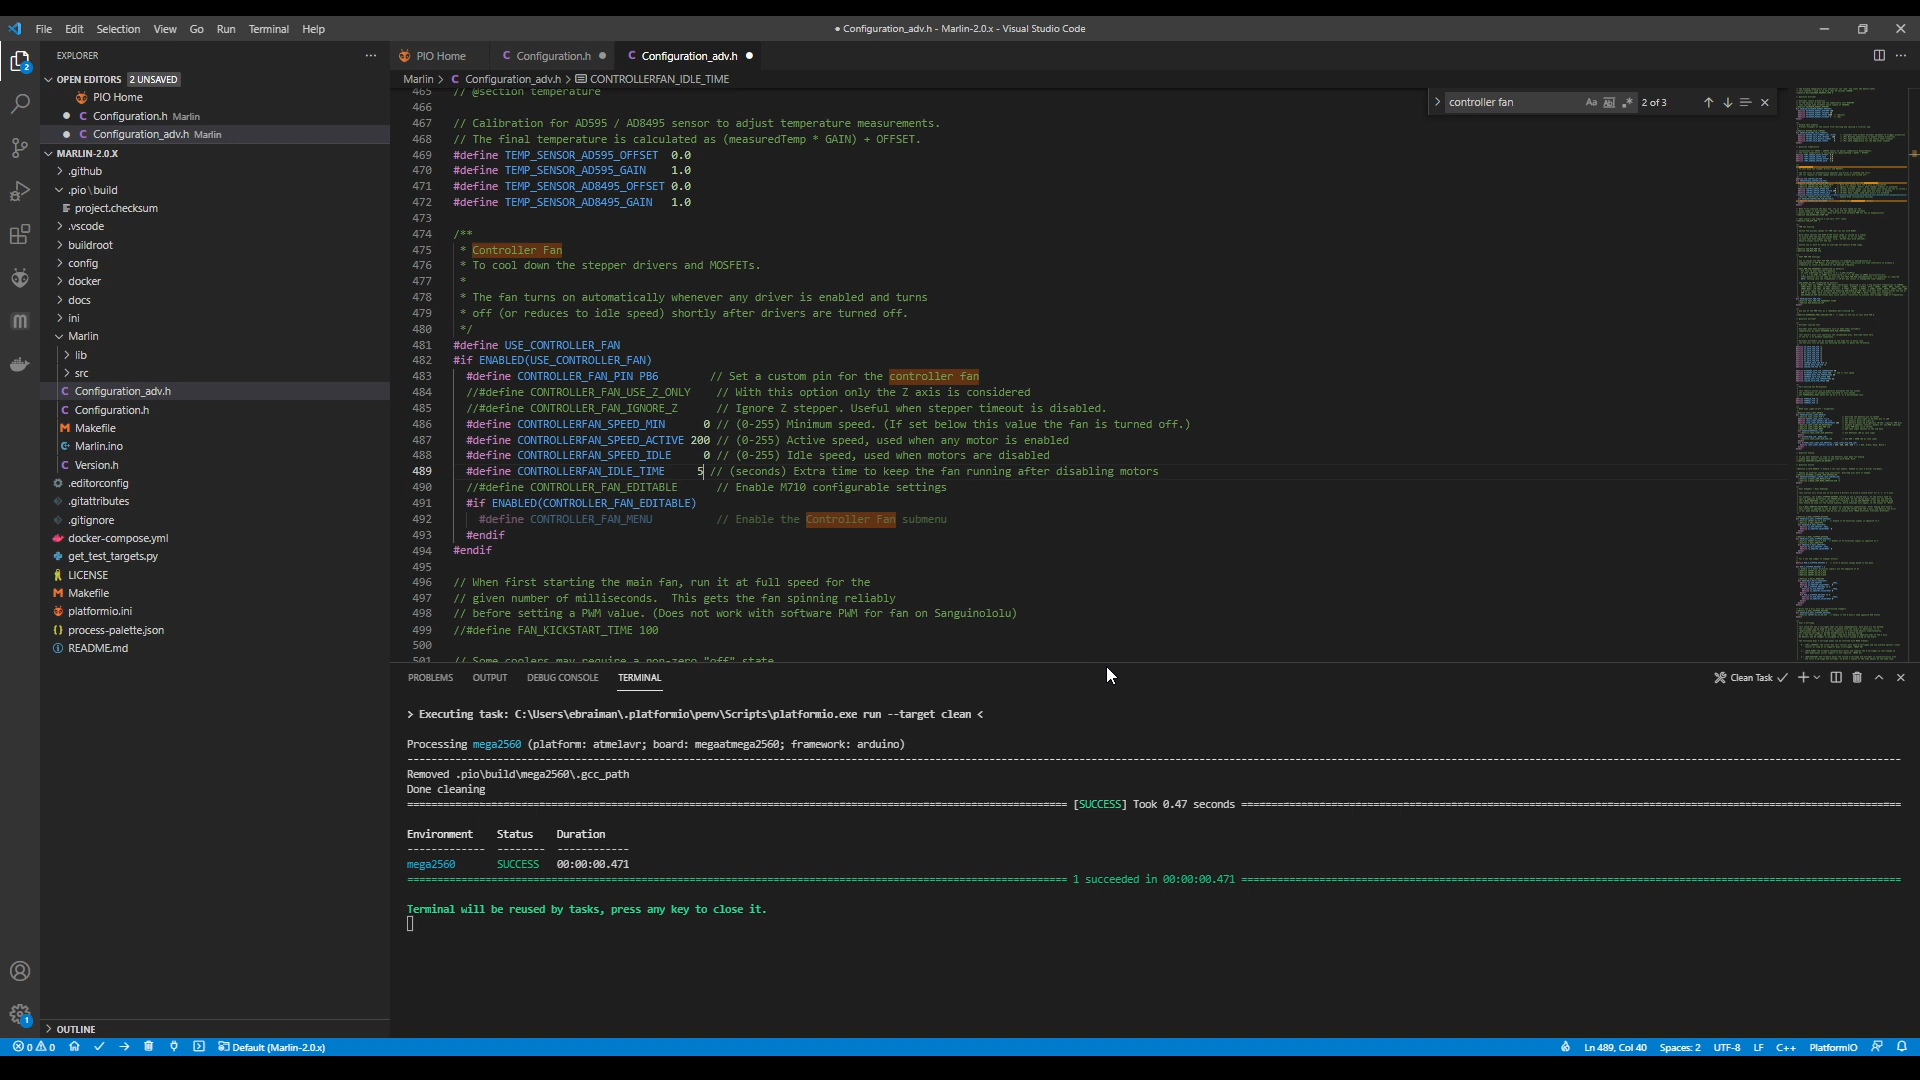 File Edit Selection View Go Run Terminal Help
● Configuration_adv.h - Marlin-2.0.x - Visual Studio Code
EXPLORER
OPEN EDITORS 2 UNSAVED
PIO Home
Configuration.h Marlin
Configuration_adv.h Marlin
MARLIN-2.0.X
.github
.pio \ build
project.checksum
.vscode
buildroot
config
docker
docs
ini
Marlin
lib
src
Configuration_adv.h
Configuration.h
Makefile
Marlin.ino
Version.h
.editorconfig
.gitattributes
.gitignore
docker-compose.yml
get_test_targets.py
LICENSE
Makefile
platformio.ini
process-palette.json
README.md
OUTLINE
PIO Home
Configuration.h
Configuration_adv.h
Marlin > C Configuration_adv.h > CONTROLLERFAN_IDLE_TIME
controller fan Aa 2 of 3
465 // @section temperature
466
467 // Calibration for AD595 / AD8495 sensor to adjust temperature measurements.
468 // The final temperature is calculated as (measuredTemp * GAIN) + OFFSET.
469 #define TEMP_SENSOR_AD595_OFFSET 0.0
470 #define TEMP_SENSOR_AD595_GAIN 1.0
471 #define TEMP_SENSOR_AD8495_OFFSET 0.0
472 #define TEMP_SENSOR_AD8495_GAIN 1.0
473
474 /**
475 * Controller Fan
476 * To cool down the stepper drivers and MOSFETs.
477 *
478 * The fan turns on automatically whenever any driver is enabled and turns
479 * off (or reduces to idle speed) shortly after drivers are turned off.
480 */
481 #define USE_CONTROLLER_FAN
482 #if ENABLED(USE_CONTROLLER_FAN)
483 #define CONTROLLER_FAN_PIN PB6 // Set a custom pin for the controller fan
484 //#define CONTROLLER_FAN_USE_Z_ONLY // With this option only the Z axis is considered
485 //#define CONTROLLER_FAN_IGNORE_Z // Ignore Z stepper. Useful when stepper timeout is disabled.
486 #define CONTROLLERFAN_SPEED_MIN 0 // (0-255) Minimum speed. (If set below this value the fan is turned off.)
487 #define CONTROLLERFAN_SPEED_ACTIVE 200 // (0-255) Active speed, used when any motor is enabled
488 #define CONTROLLERFAN_SPEED_IDLE 0 // (0-255) Idle speed, used when motors are disabled
489 #define CONTROLLERFAN_IDLE_TIME 5 // (seconds) Extra time to keep the fan running after disabling motors
490 //#define CONTROLLER_FAN_EDITABLE // Enable M710 configurable settings
491 #if ENABLED(CONTROLLER_FAN_EDITABLE)
492 #define CONTROLLER_FAN_MENU // Enable the Controller Fan submenu
493 #endif
494 #endif
495
496 // When first starting the main fan, run it at full speed for the
497 // given number of milliseconds. This gets the fan spinning reliably
498 // before setting a PWM value. (Does not work with software PWM for fan on Sanguinololu)
499 //#define FAN_KICKSTART_TIME 100
500
501 // Some coolers may require a non-zero "off" state.
PROBLEMS OUTPUT DEBUG CONSOLE TERMINAL
Clean Task
> Executing task: C:\Users\ebraiman\.platformio\penv\Scripts\platformio.exe run --target clean <
Processing mega2560 (platform: atmelavr; board: megaatmega2560; framework: arduino)
Removed .pio\build\mega2560\.gcc_path
Done cleaning
[SUCCESS] Took 0.47 seconds
Environment Status Duration
mega2560 SUCCESS 00:00:00.471
1 succeeded in 00:00:00.471
Terminal will be reused by tasks, press any key to close it.
0 0 Default (Marlin-2.0.x)
Ln 489, Col 40 Spaces: 2 UTF-8 LF C++ PlatformIO